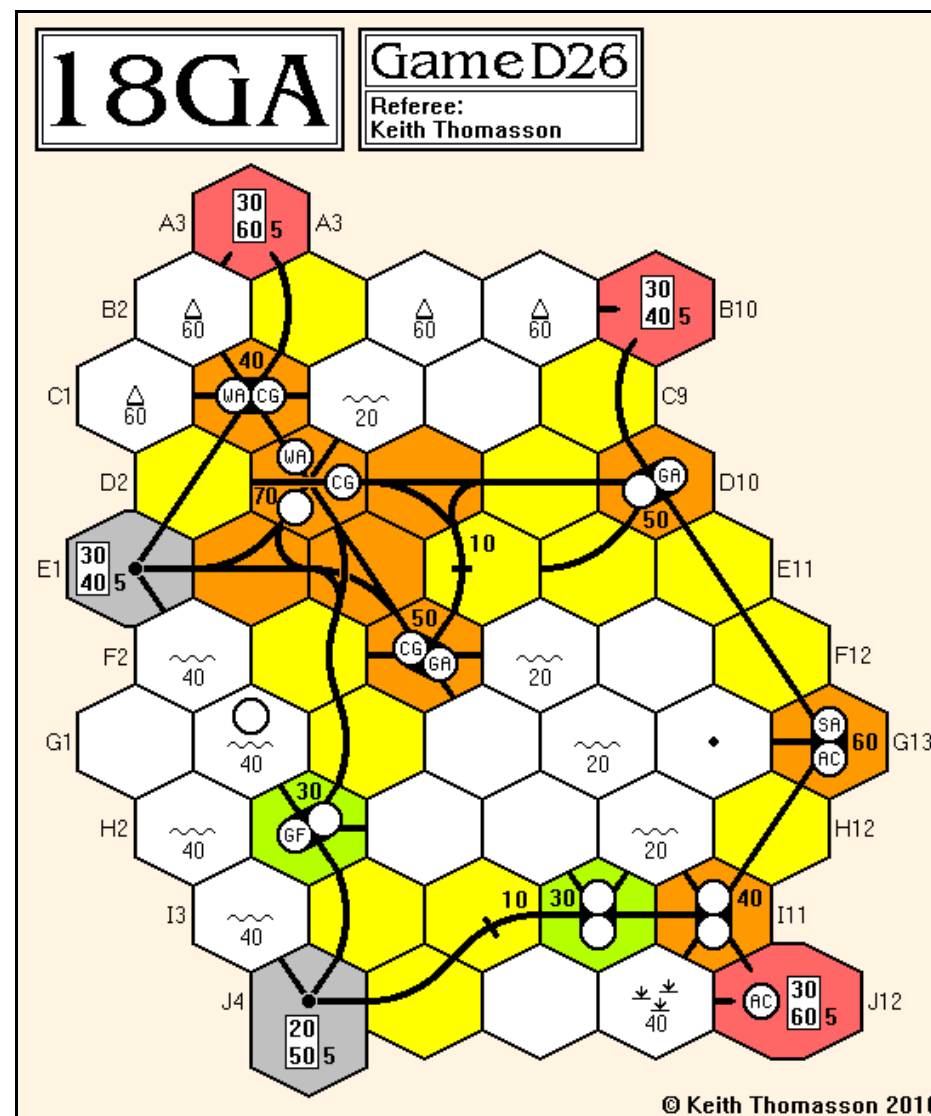 18GA
Game D26
Referee:
Keith Thomasson
A3 30 A3
60 5
B2 60 60 60 30 B10
40 5
C1 60 40 WA CG 20 C9
D2 WA CG 70 GA 50 D10
E1 30 10 E11
40 5
F2 40 50 CG GA 20 F12
G1 40 20 SA AC 60 G13
H2 40 30 GF 20 H12
I3 40 10 30 40 I11
J4 20 40 AC 30 J12
50 5 60 5
© Keith Thomasson 2010